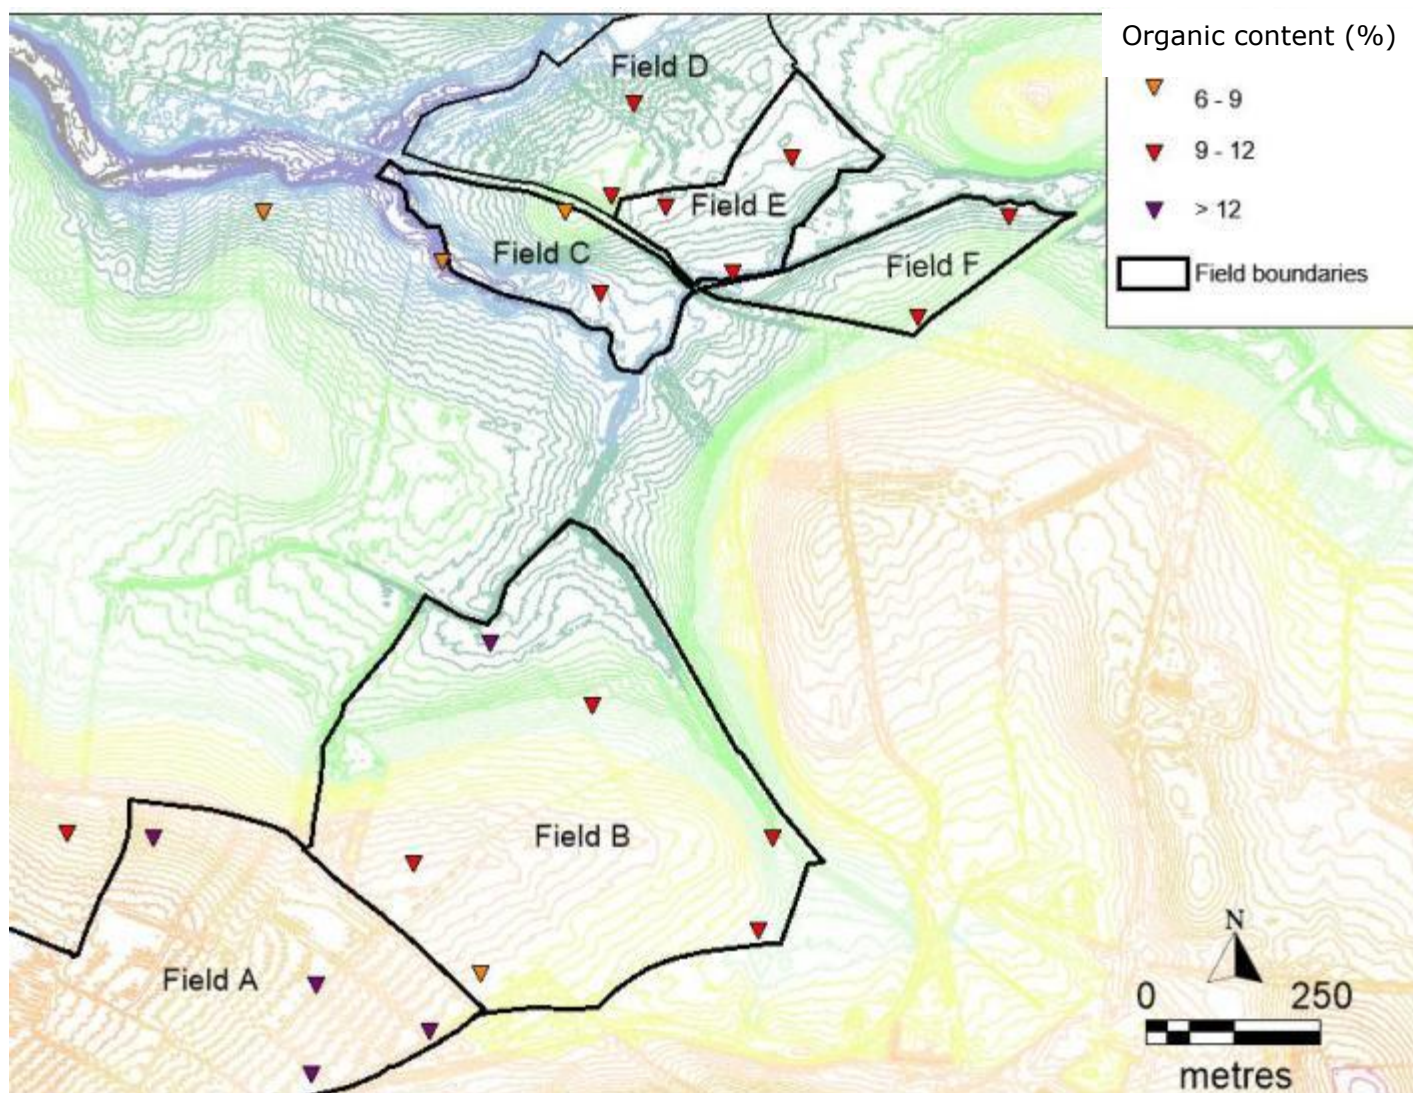 Organic content (%)
6 - 9
9 - 12
> 12
Field boundaries
Field D
Field E
Field C
Field F
Field B
Field A
N
0 250
metres